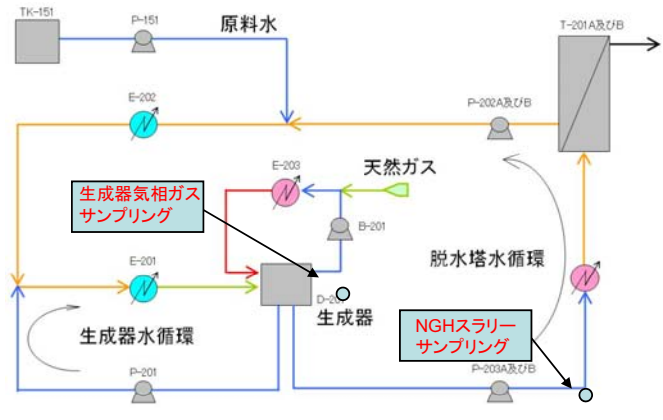 TK-151
P-151
原料水
T-201A及びB
E-202
P-202A及びB
E-203
天然ガス
生成器気相ガス
サンプリング
B-201
脱水塔水循環
E-201
D-201
生成器
生成器水循環
NGHスラリー
サンプリング
P-201
P-203A及びB